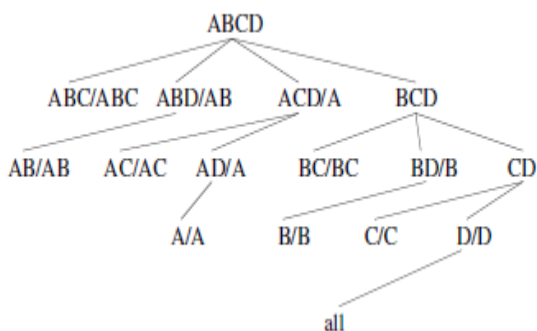 ABCD
ABC/ABC ABD/AB ACD/A BCD
AB/AB AC/AC AD/A BC/BC BD/B CD
A/A B/B C/C D/D
all